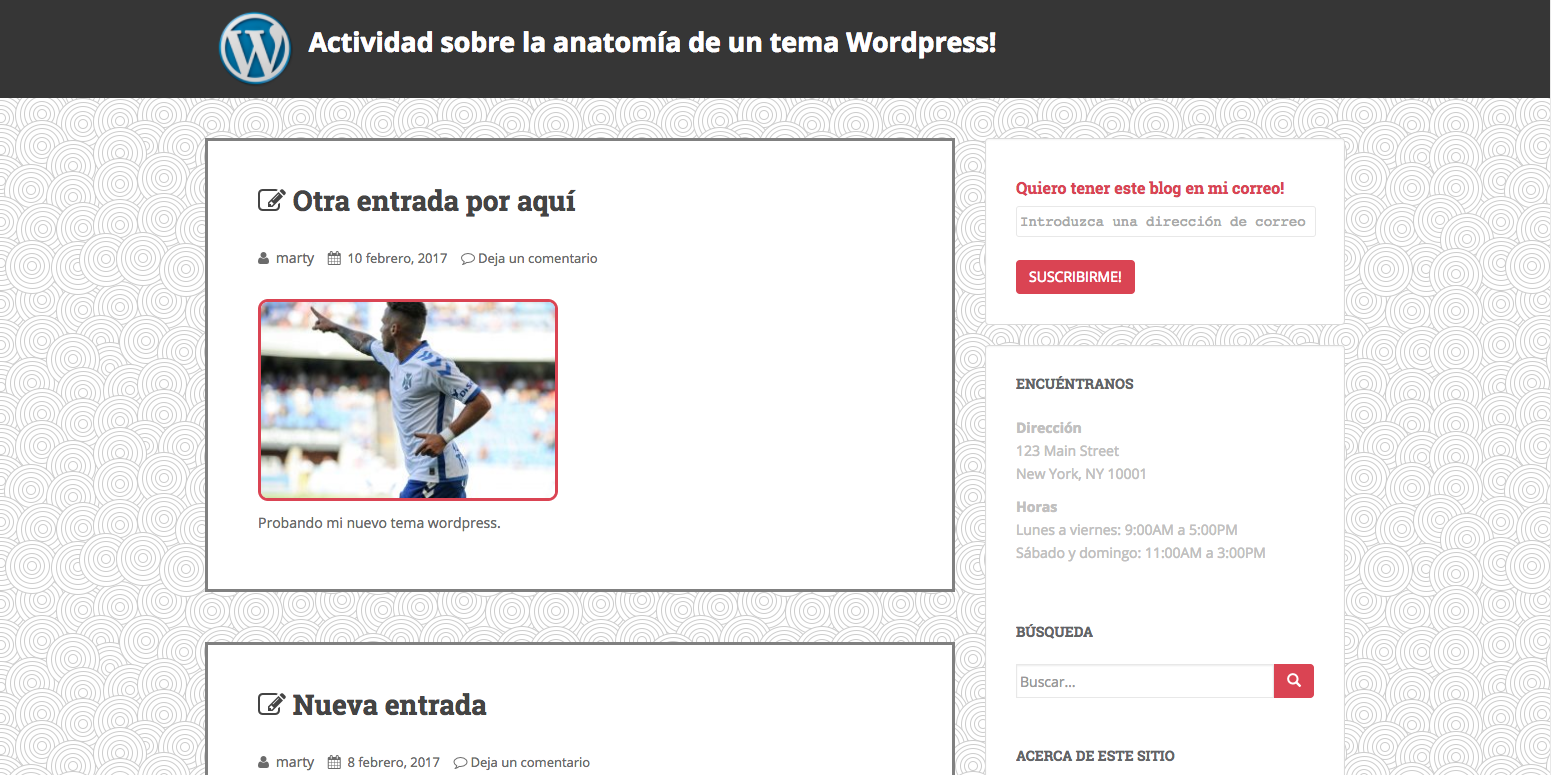 Actividad sobre la anatomía de un tema Wordpress!
Otra entrada por aquí
marty 10 febrero, 2017 Deja un comentario
Probando mi nuevo tema wordpress.
Nueva entrada
marty 8 febrero, 2017 Deja un comentario
Quiero tener este blog en mi correo!
Introduzca una dirección de correo
SUSCRIBIRME!
ENCUÉNTRANOS
Dirección
123 Main Street
New York, NY 10001
Horas
Lunes a viernes: 9:00AM a 5:00PM
Sábado y domingo: 11:00AM a 3:00PM
BÚSQUEDA
Buscar...
ACERCA DE ESTE SITIO